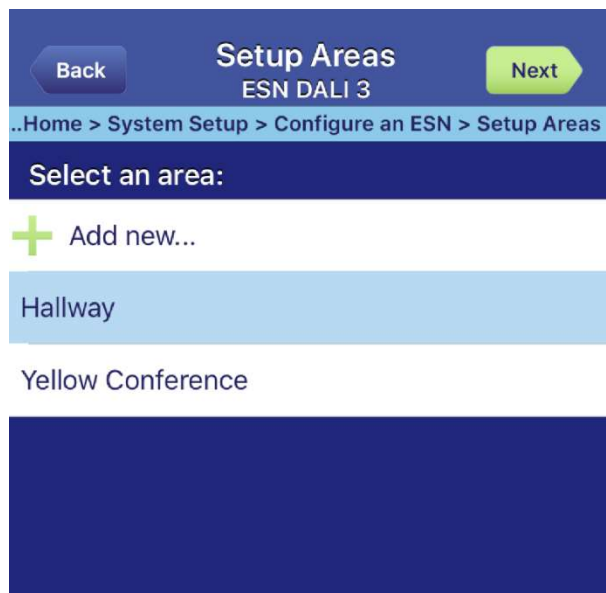 Back
Setup Areas
Next
ESN DALI 3
..Home > System Setup > Configure an ESN > Setup Areas
Select an area:
Add new...
Hallway
Yellow Conference